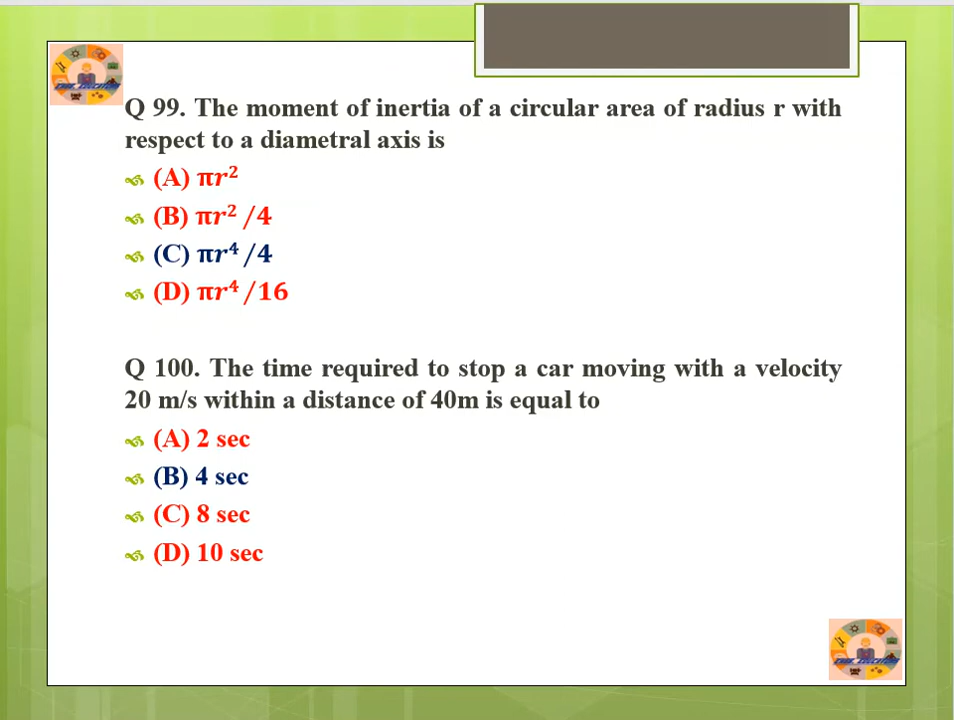 Q 99. The moment of inertia of a circular area of radius r with
respect to a diametral axis is
(A) πr²
(B) πr² /4
(C) πr⁴ /4
(D) πr⁴ /16
Q 100. The time required to stop a car moving with a velocity
20 m/s within a distance of 40m is equal to
(A) 2 sec
(B) 4 sec
(C) 8 sec
(D) 10 sec